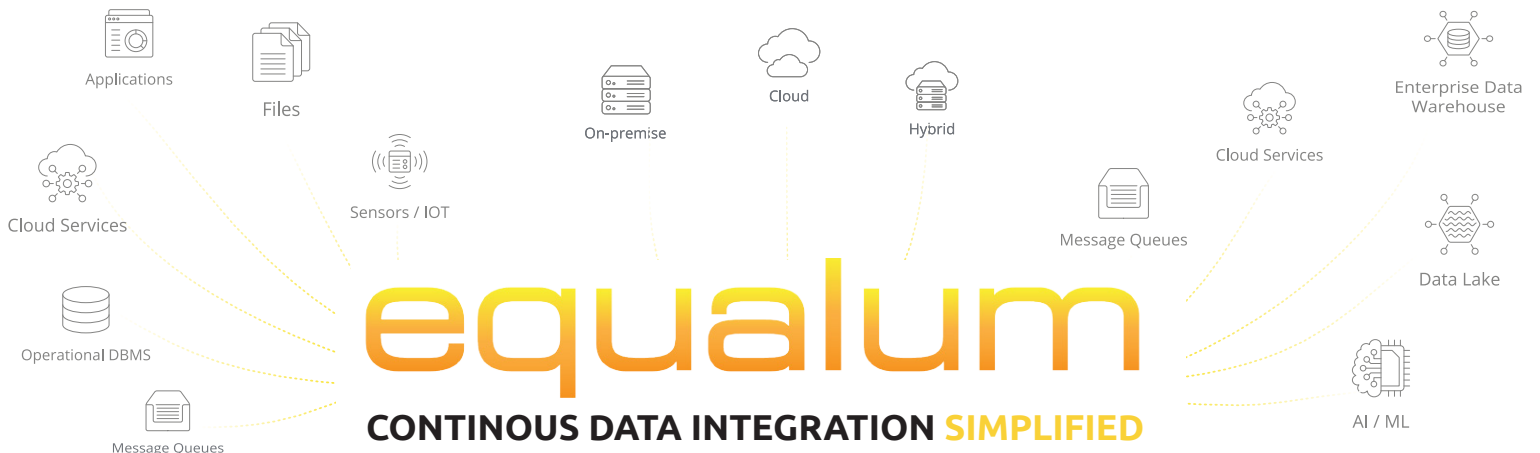 Applications
Files
Cloud Services
Sensors / IOT
Operational DBMS
Message Queues
On-premise
Cloud
Hybrid
equalum
CONTINOUS DATA INTEGRATION SIMPLIFIED
Message Queues
Cloud Services
Enterprise Data
Warehouse
Data Lake
AI / ML